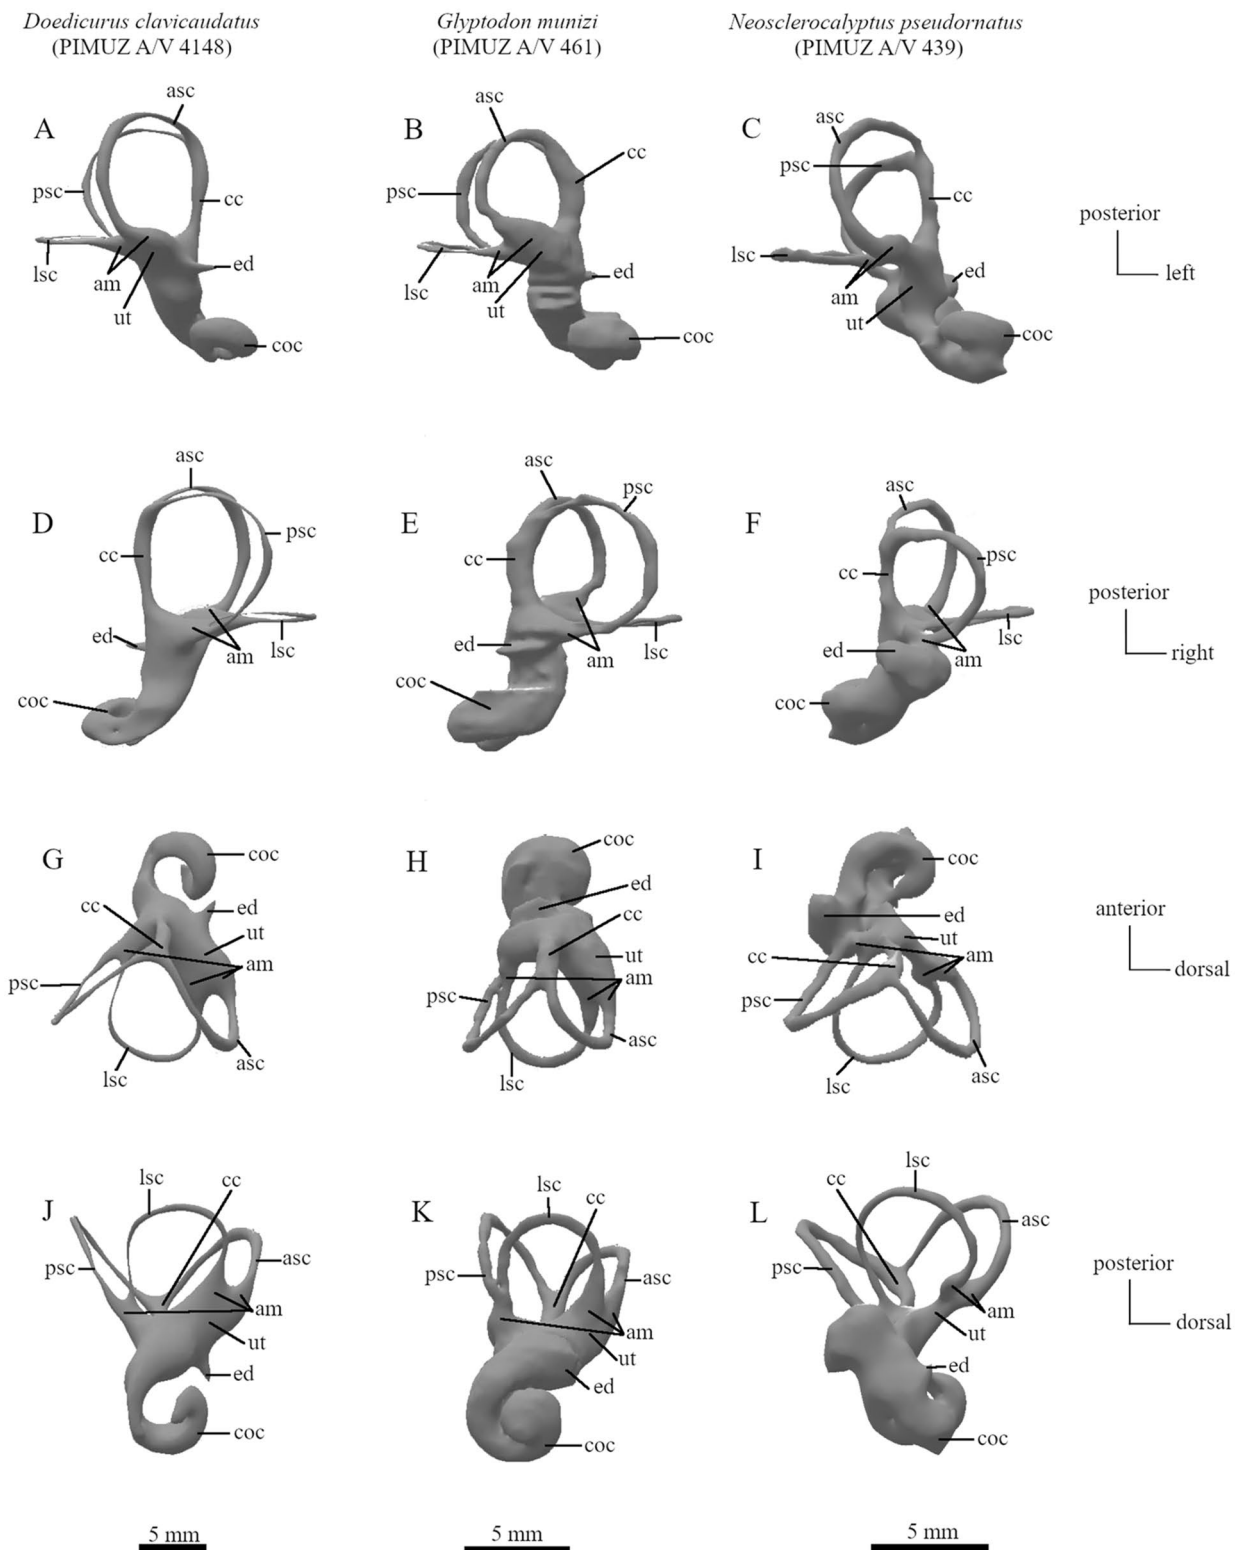 Doedicurus clavicaudatus
(PIMUZ A/V 4148)
Glyptodon munizi
(PIMUZ A/V 461)
Neosclerocalyptus pseudornatus
(PIMUZ A/V 439)
A
asc
psc
cc
lsc
am
ut
ed
coc
B
asc
cc
psc
lsc
am
ut
ed
coc
C
asc
psc
cc
lsc
am
ut
ed
coc
posterior
left
D
asc
psc
cc
ed
am
lsc
coc
E
asc
psc
cc
ed
am
lsc
coc
F
asc
psc
cc
lsc
ed
am
coc
posterior
right
G
coc
cc
ed
ut
am
psc
asc
lsc
H
coc
ed
cc
ut
am
psc
asc
lsc
I
coc
ed
ut
cc
am
psc
asc
lsc
anterior
dorsal
J
lsc
cc
psc
asc
am
ut
ed
coc
K
lsc
cc
psc
asc
am
ut
ed
coc
L
cc
lsc
asc
psc
am
ut
ed
coc
posterior
dorsal
5 mm
5 mm
5 mm